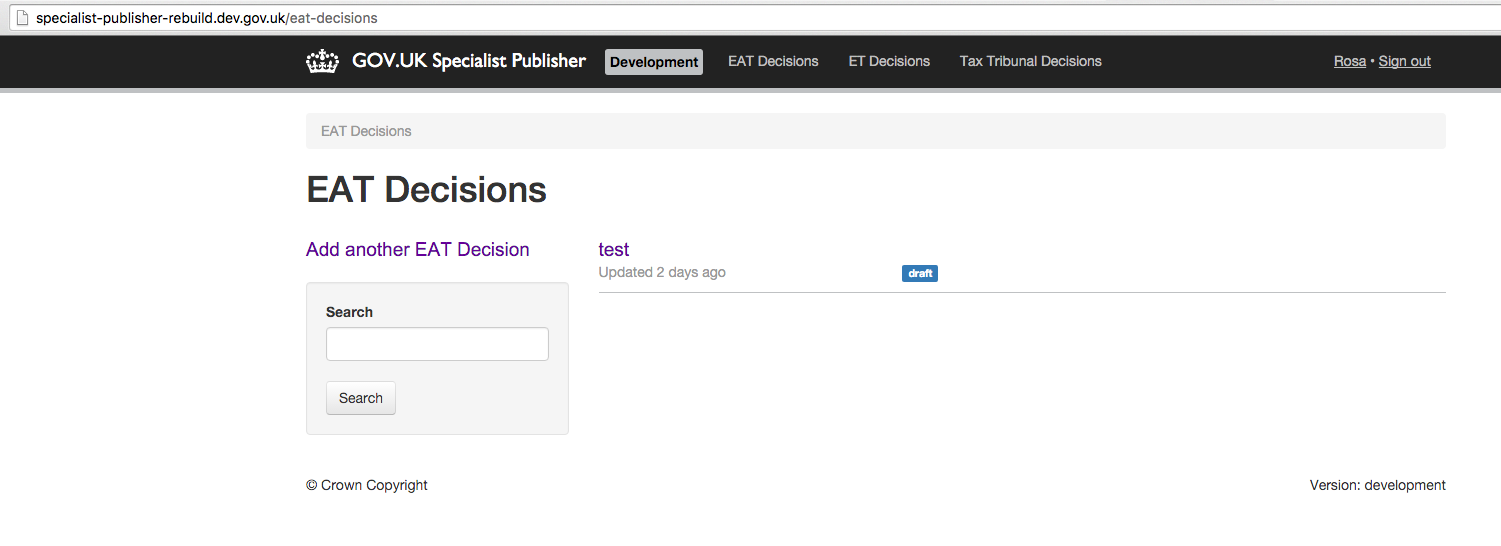 specialist-publisher-rebuild.dev.gov.uk/eat-decisions
GOV.UK Specialist Publisher Development EAT Decisions ET Decisions Tax Tribunal Decisions Rosa • Sign out
EAT Decisions
EAT Decisions
Add another EAT Decision
Search
Search
test
Updated 2 days ago draft
© Crown Copyright Version: development